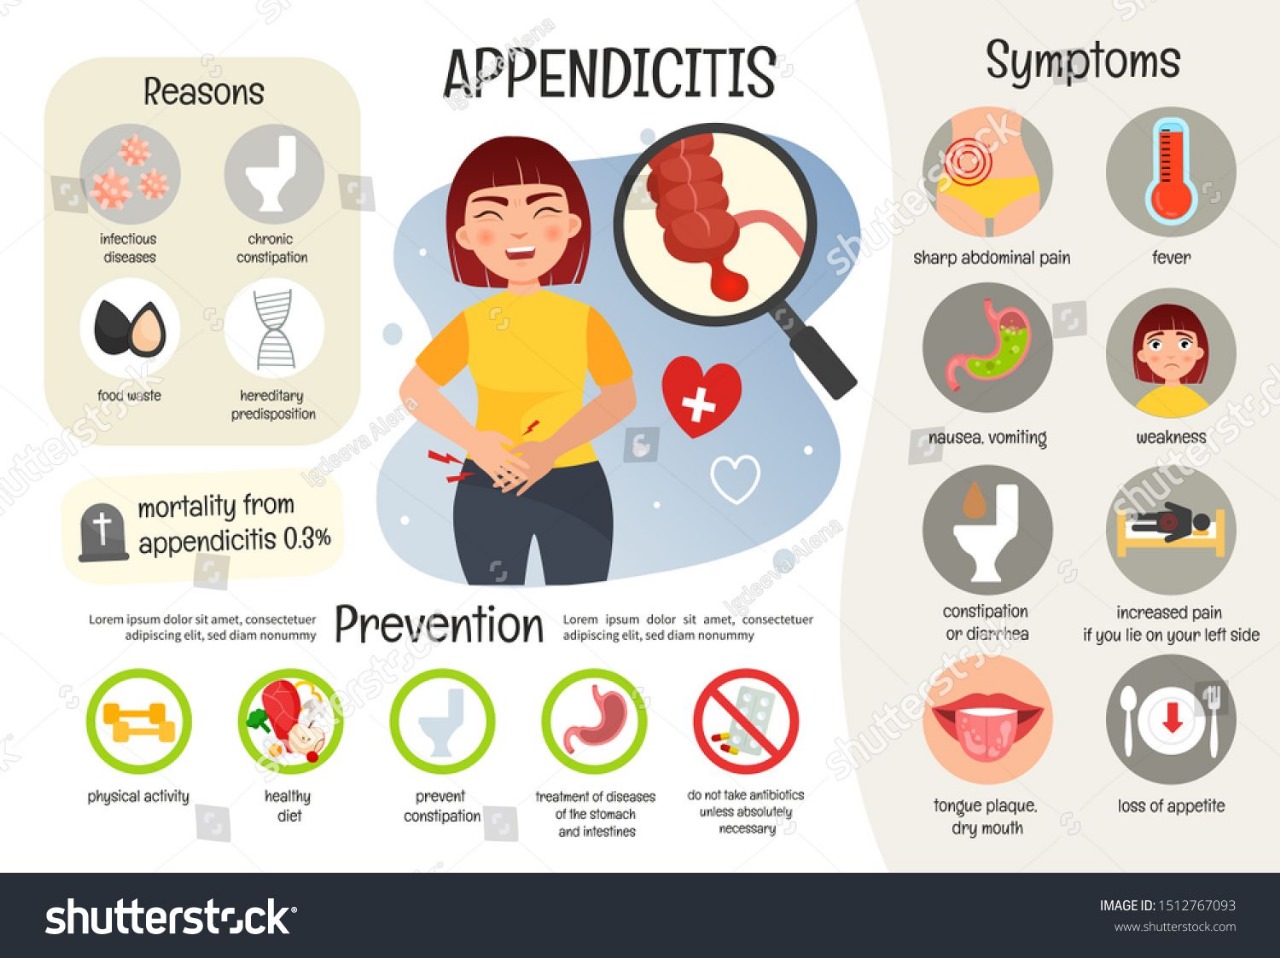 APPENDICITIS
Reasons
infectious
diseases
chronic
constipation
food waste
hereditary
predisposition
mortality from
appendicitis 0.3%
Symptoms
sharp abdominal pain
fever
nausea, vomiting
weakness
constipation
or diarrhea
increased pain
if you lie on your left side
tongue plaque,
dry mouth
loss of appetite
Lorem ipsum dolor sit amet, consectetuer
adipiscing elit, sed diam nonummy
Prevention
Lorem ipsum dolor sit amet, consectetuer
adipiscing elit, sed diam nonummy
physical activity
healthy
diet
prevent
constipation
treatment of diseases
of the stomach
and intestines
do not take antibiotics
unless absolutely
necessary
shutterstock
Igdeeva Alena
shutterstock
IMAGE ID: 1512767093
www.shutterstock.com